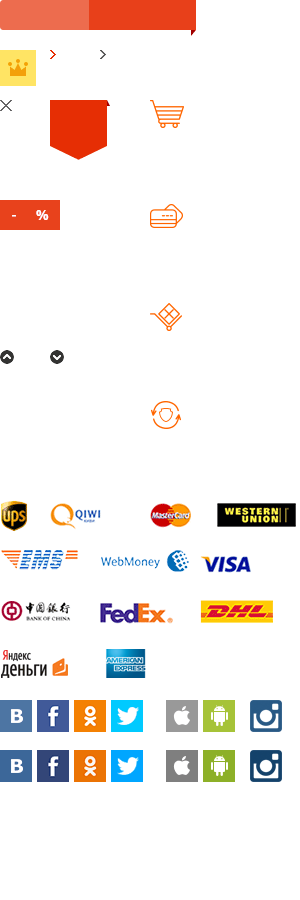 - %
ups
QIWI
MasterCard
WESTERN UNION
EMS
WebMoney
VISA
中国银行
BANK OF CHINA
FedEx
DHL
Яндекс
деньги
AMERICAN EXPRESS
B f
B f